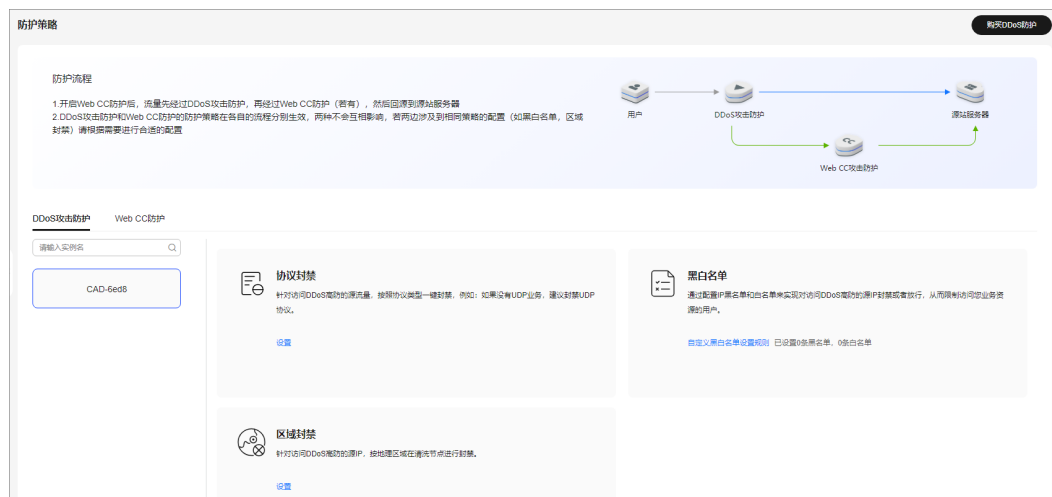 防护策略
购买DDoS防护
防护流程
1.开启Web CC防护后，流量先经过DDoS攻击防护，再经过Web CC防护（若有），然后回源到源站服务器
2.DDoS攻击防护和Web CC防护的防护策略在各自的流程分别生效，两种不会互相影响，若两边涉及到相同策略的配置（如黑白名单，区域
封禁）请根据需要进行合适的配置
用户
DDoS攻击防护
源站服务器
Web CC攻击防护
DDoS攻击防护
Web CC防护
请输入实例名
CAD-6ed8
协议封禁
针对访问DDoS高防的源流量，按照协议类型一键封禁，例如：如果没有UDP业务，建议封禁UDP
协议。
设置
黑白名单
通过配置IP黑名单和白名单来实现对访问DDoS高防的源IP封禁或者放行，从而限制访问您业务资
源的用户。
自定义黑白名单设置规则 已设置0条黑名单，0条白名单
区域封禁
针对访问DDoS高防的源IP，按地理区域在清洗节点进行封禁。
设置